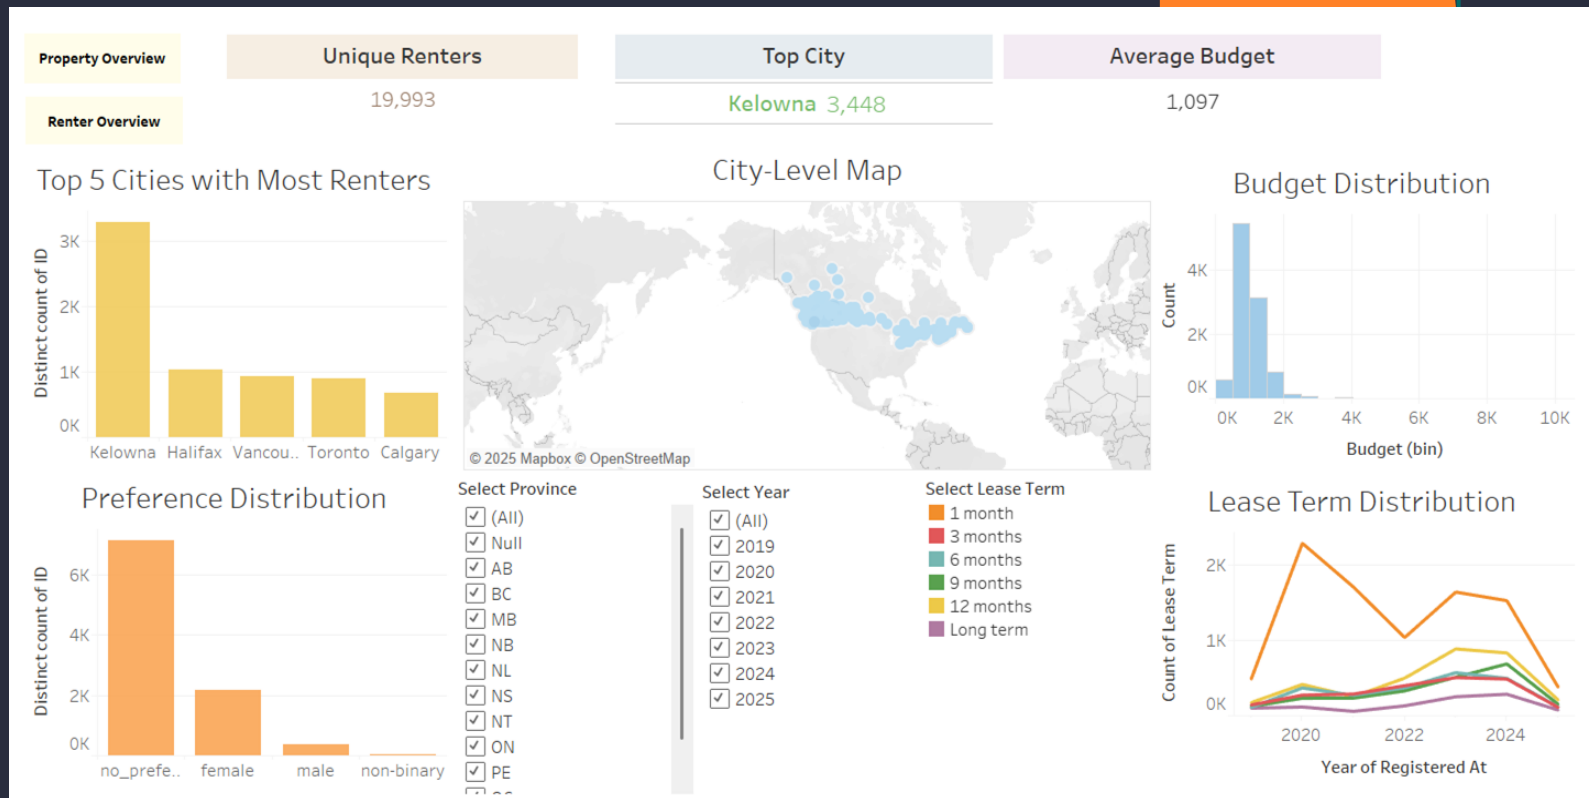 Property Overview
Renter Overview
Unique Renters
19,993
Top City
Kelowna 3,448
Average Budget
1,097
Top 5 Cities with Most Renters
Distinct count of ID
3K
2K
1K
0K
Kelowna Halifax Vancou.. Toronto Calgary
City-Level Map
© 2025 Mapbox © OpenStreetMap
Budget Distribution
Count
4K
2K
0K
0K 2K 4K 6K 8K 10K
Budget (bin)
Preference Distribution
Distinct count of ID
6K
4K
2K
0K
no_prefe.. female male non-binary
Select Province
(All)
Null
AB
BC
MB
NB
NL
NS
NT
ON
PE
Select Year
(All)
2019
2020
2021
2022
2023
2024
2025
Select Lease Term
1 month
3 months
6 months
9 months
12 months
Long term
Lease Term Distribution
Count of Lease Term
2K
1K
0K
2020 2022 2024
Year of Registered At